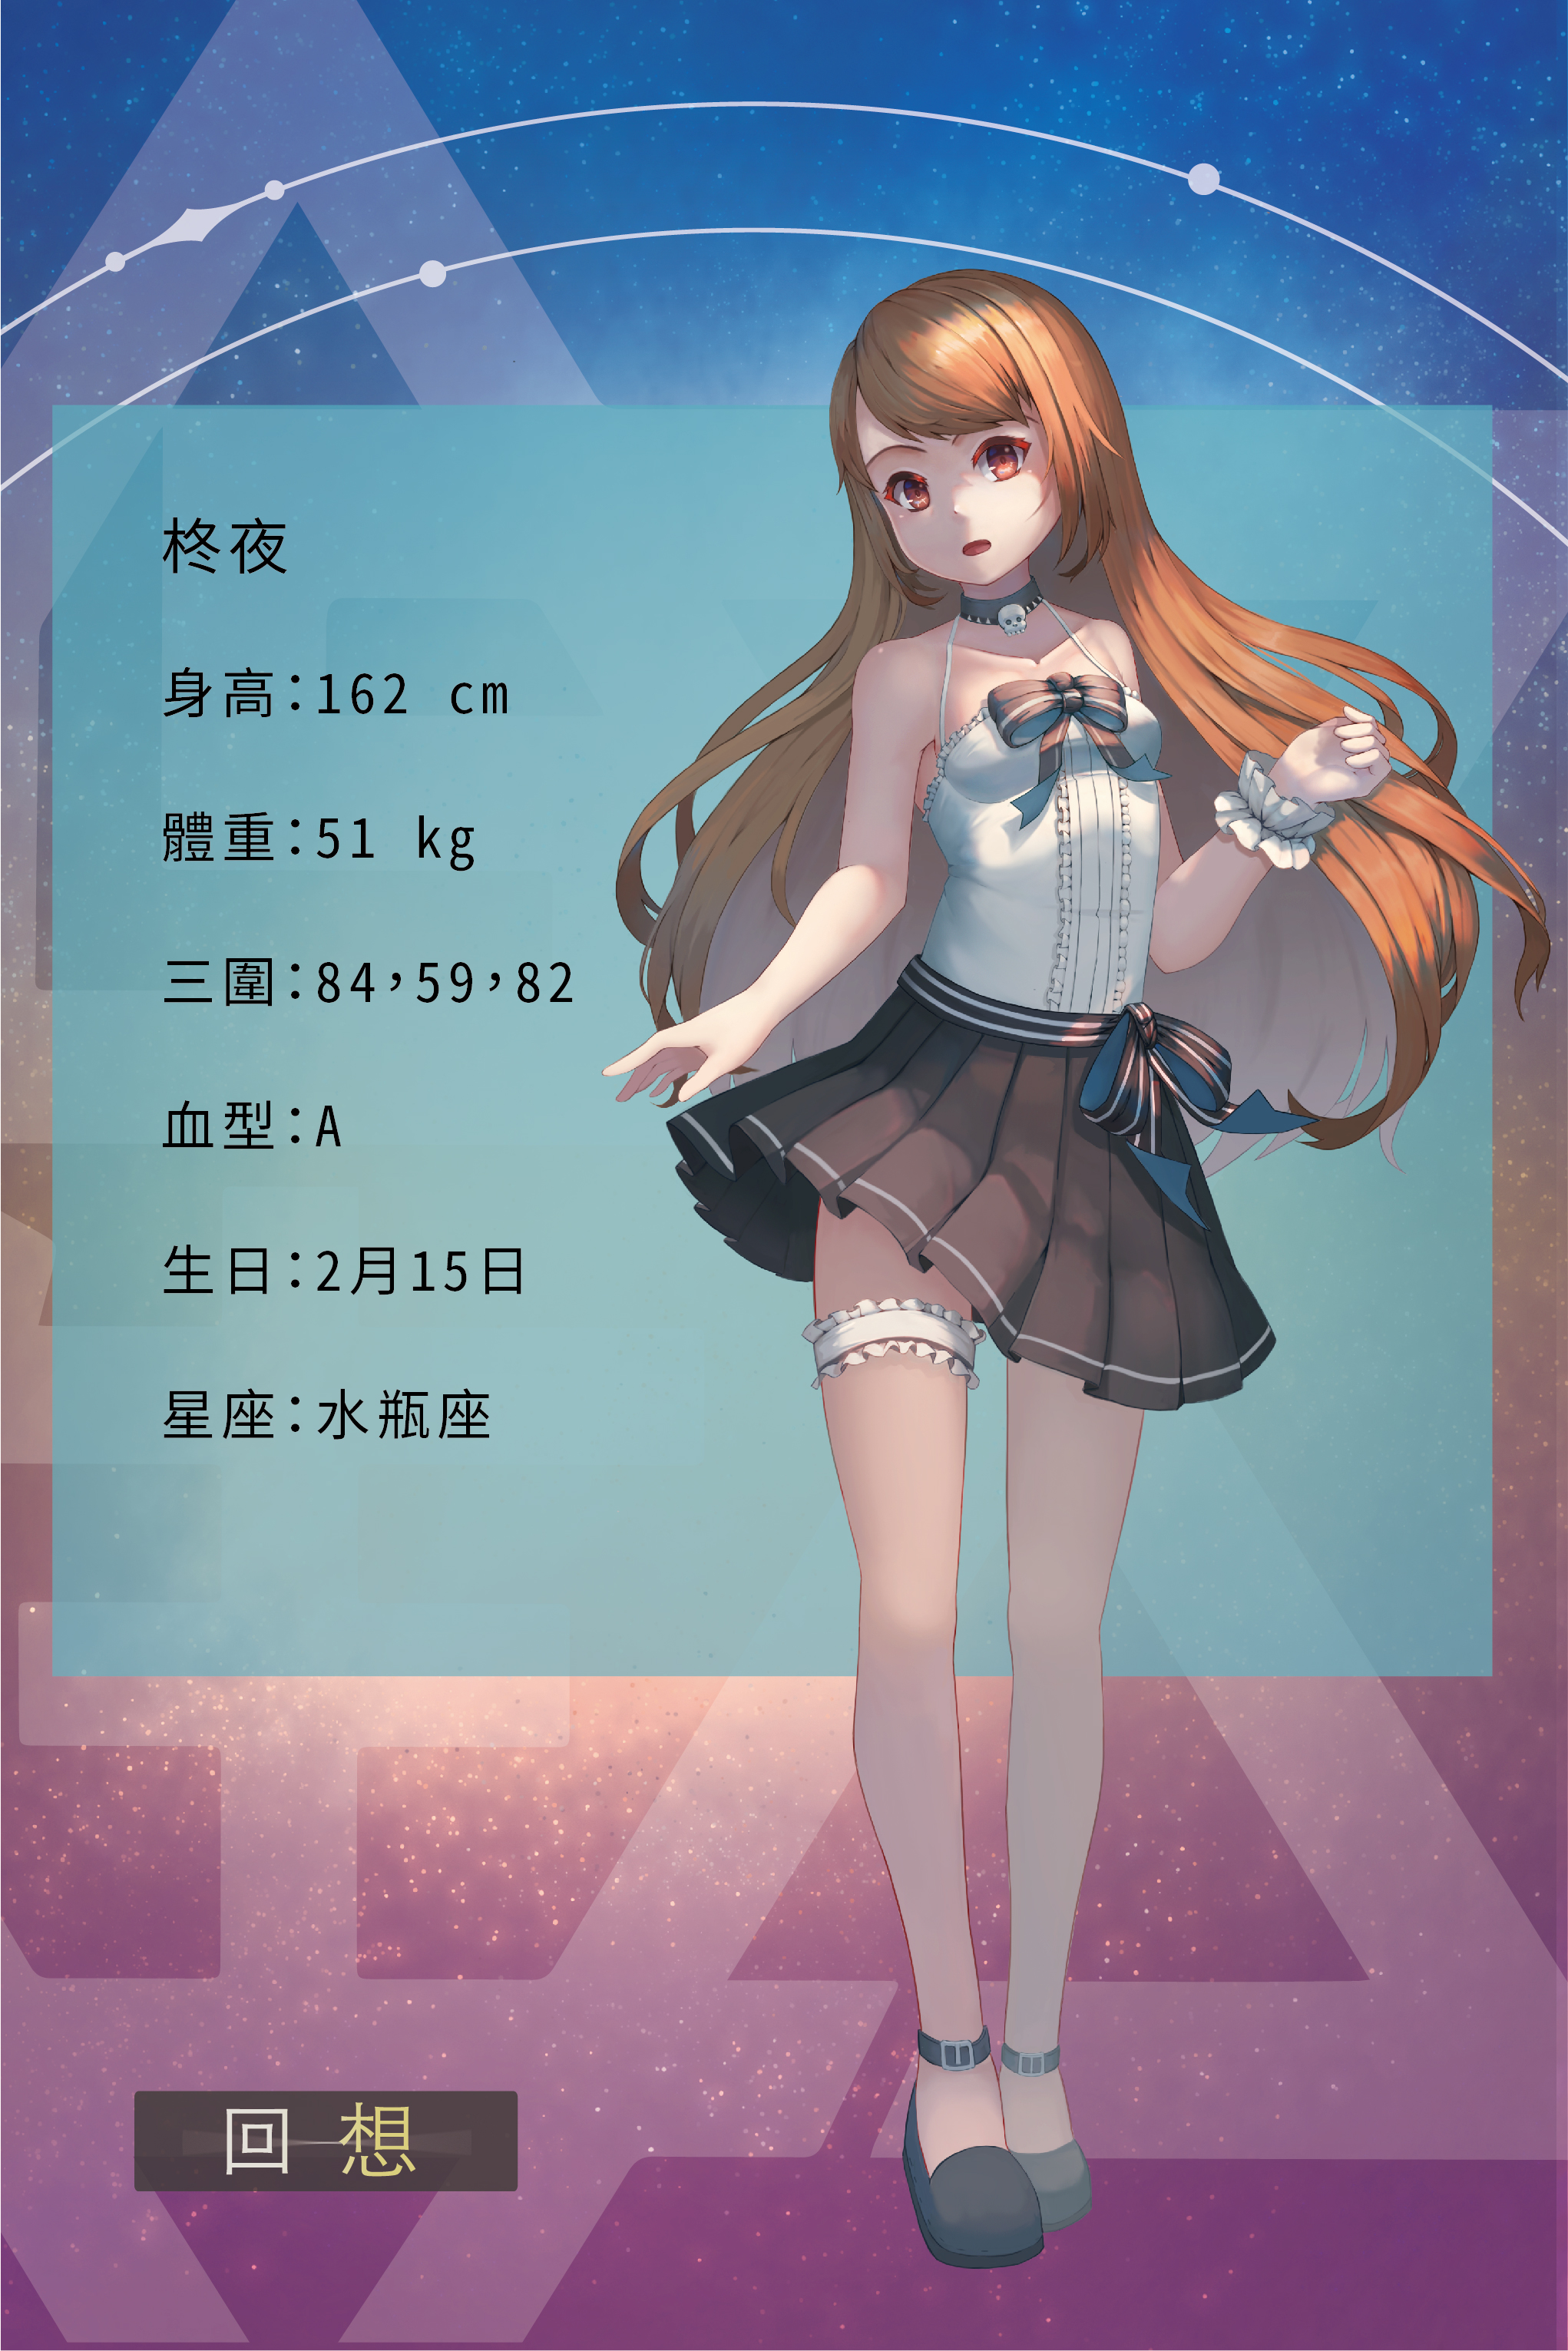 柊夜
身高：162 cm
體重：51 kg
三圍：84，59，82
血型：A
生日：2月15日
星座：水瓶座
回想